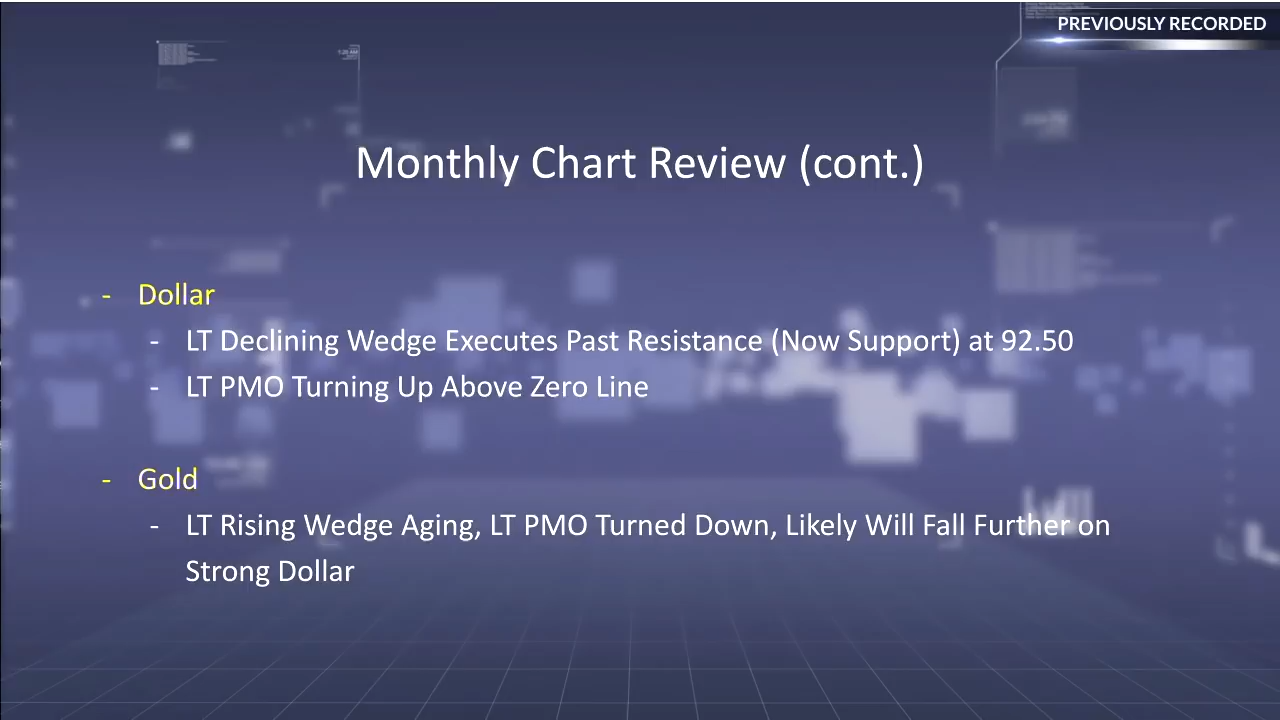 PREVIOUSLY RECORDED
Monthly Chart Review (cont.)
- Dollar
- LT Declining Wedge Executes Past Resistance (Now Support) at 92.50
- LT PMO Turning Up Above Zero Line
- Gold
- LT Rising Wedge Aging, LT PMO Turned Down, Likely Will Fall Further on
Strong Dollar